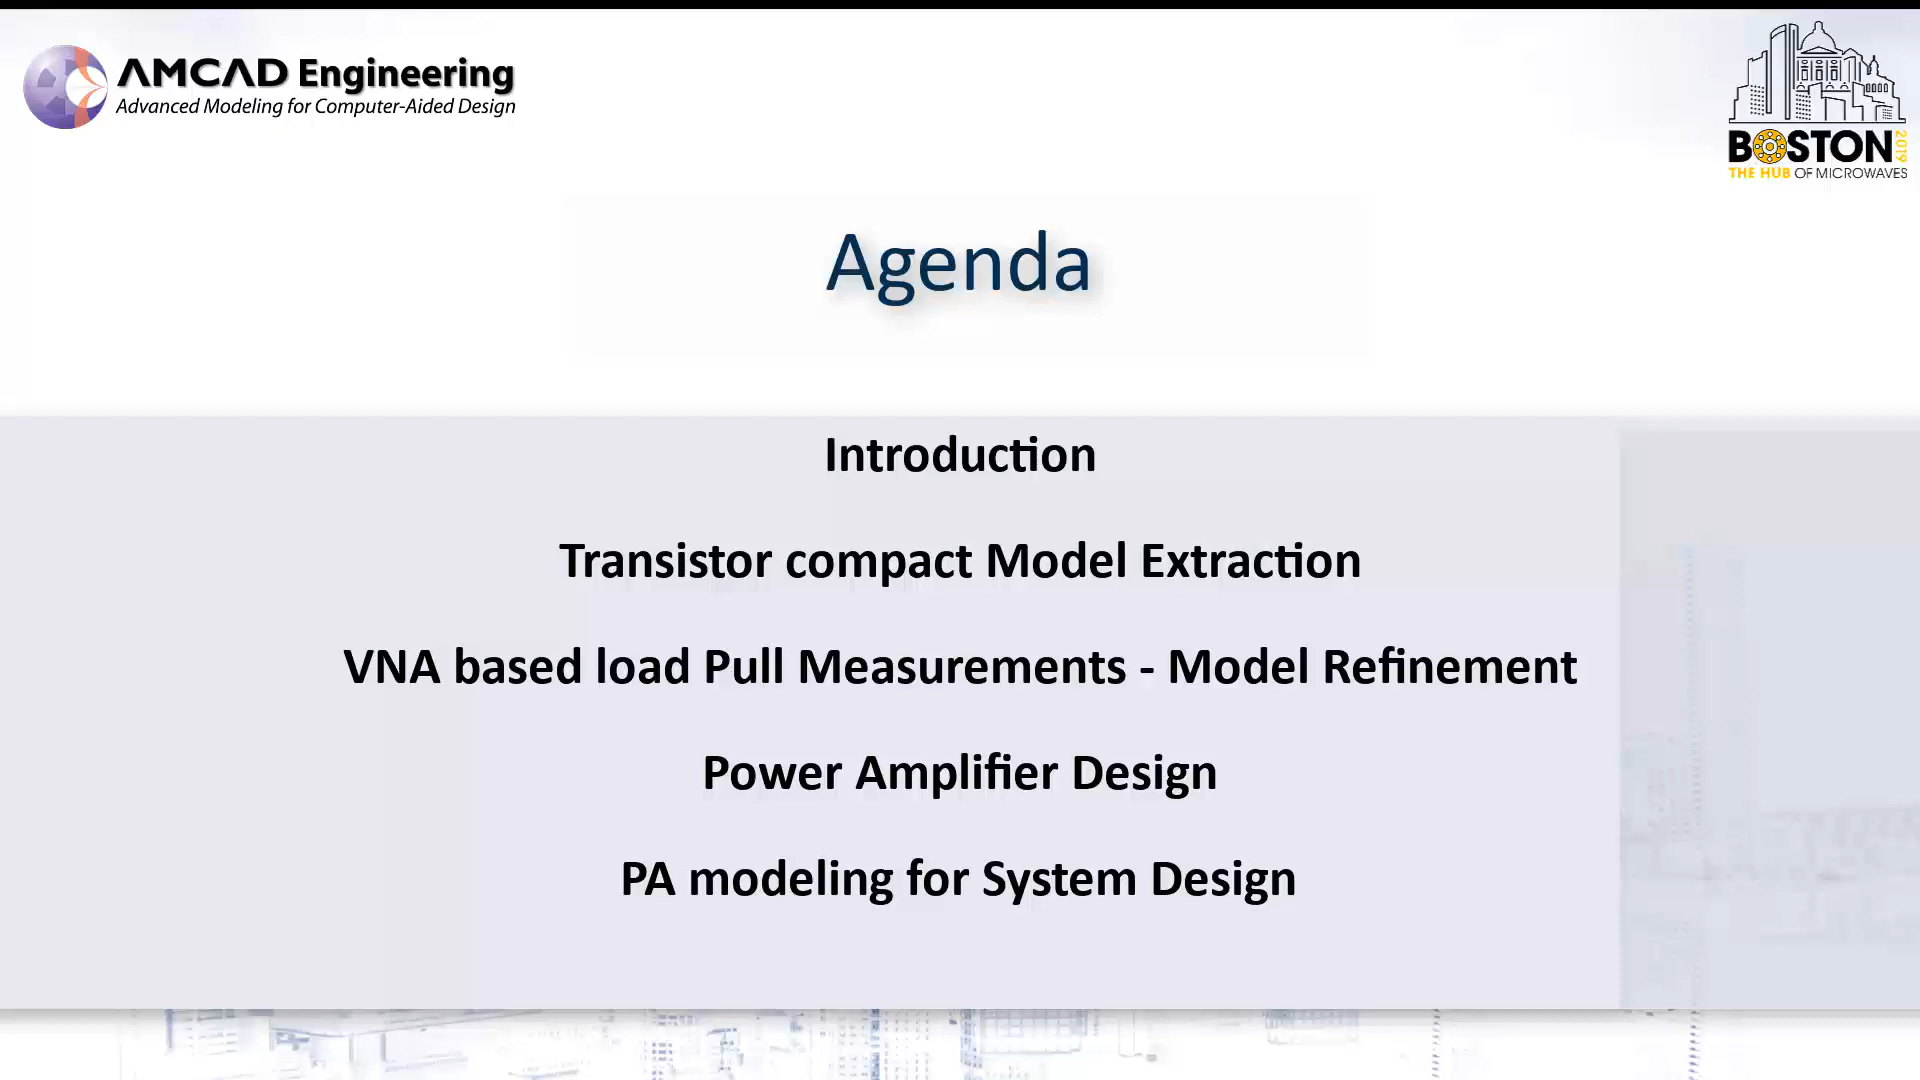 AMCAD Engineering
Advanced Modeling for Computer-Aided Design
BOSTON 2019
THE HUB OF MICROWAVES
Agenda
Introduction
Transistor compact Model Extraction
VNA based load Pull Measurements - Model Refinement
Power Amplifier Design
PA modeling for System Design